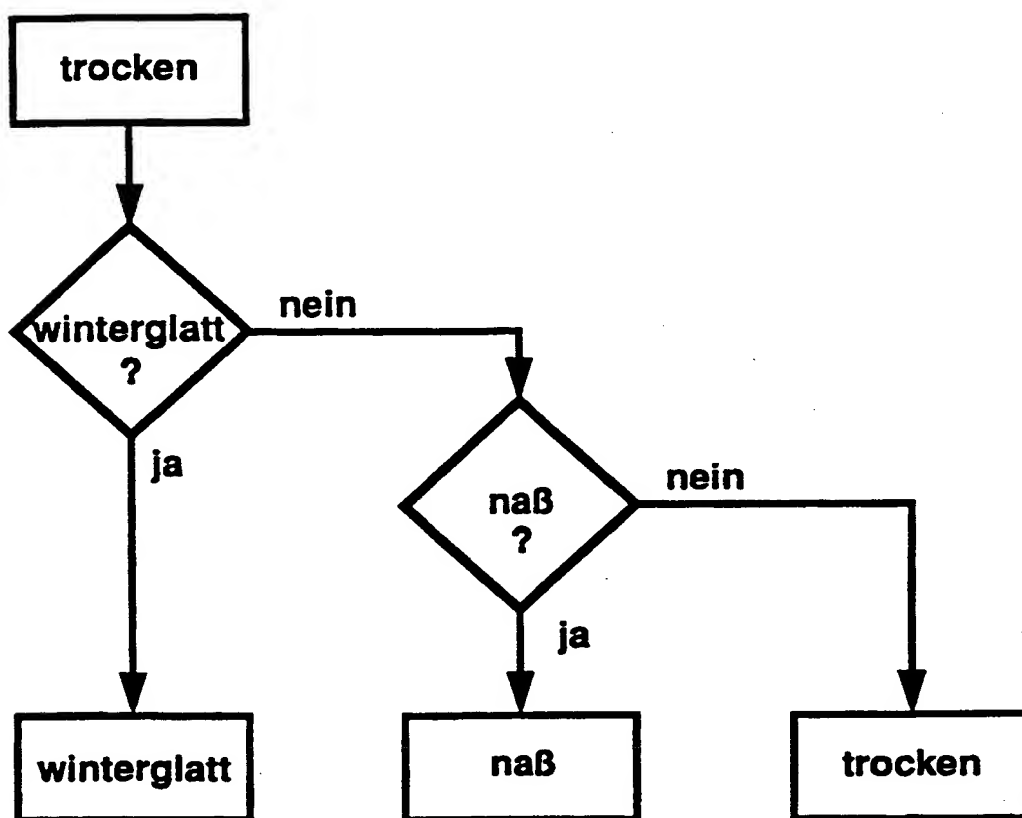 trocken
winterglatt
?
nein
ja
naß
?
nein
ja
winterglatt
naß
trocken